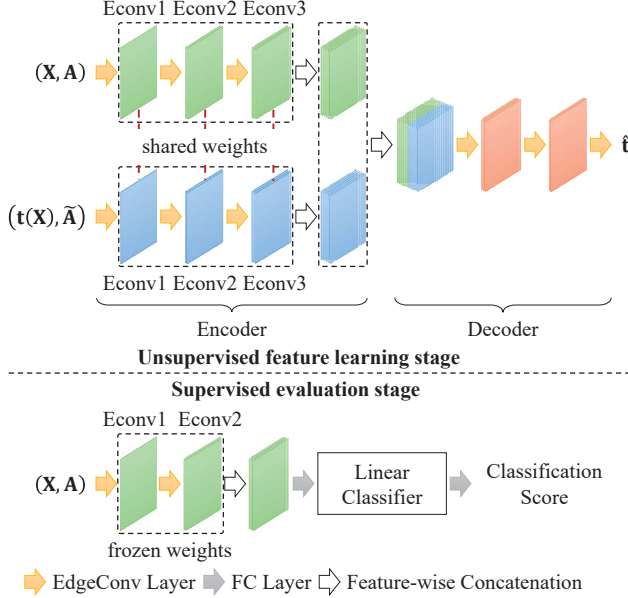 Econv1 Econv2 Econv3
(X, A)
shared weights
(t(X), Ã)
t̂
Econv1 Econv2 Econv3
Encoder
Decoder
Unsupervised feature learning stage
Supervised evaluation stage
Econv1 Econv2
(X, A)
Linear
Classifier
Classification
Score
frozen weights
EdgeConv Layer FC Layer Feature-wise Concatenation